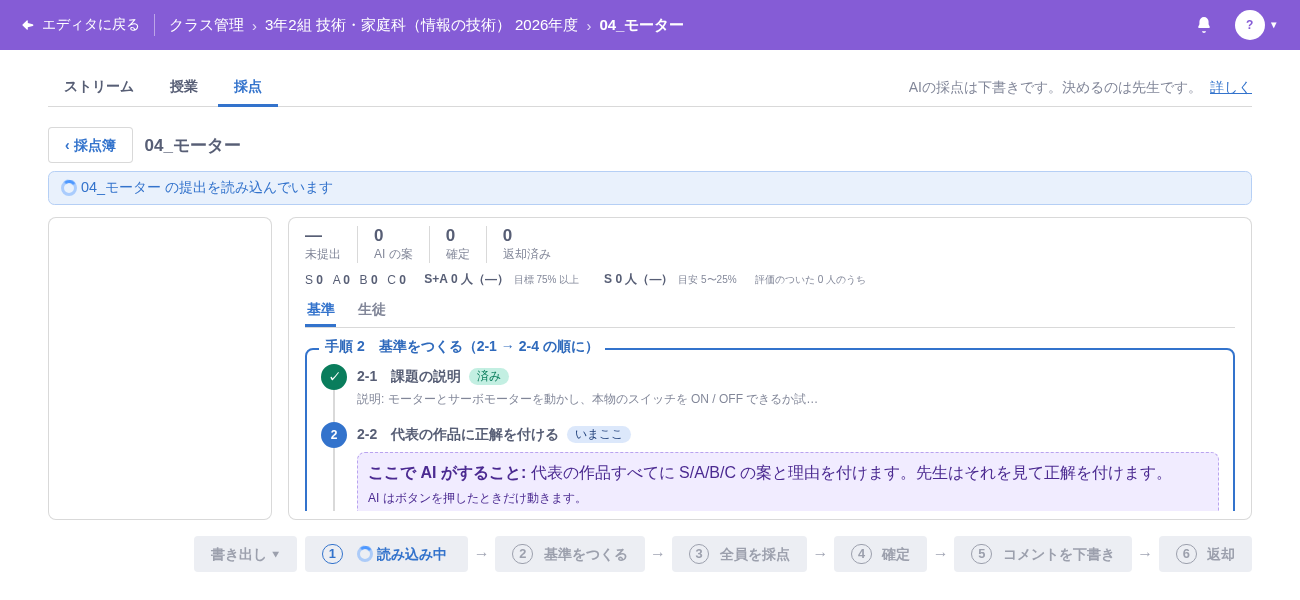 エディタに戻る
クラス管理 › 3年2組 技術・家庭科（情報の技術） 2026年度 › 04_モーター
?
ストリーム 授業 採点
AIの採点は下書きです。決めるのは先生です。 詳しく
‹ 採点簿 04_モーター
04_モーター の提出を読み込んでいます
— 0 0 0
未提出 AI の案 確定 返却済み
S 0 A 0 B 0 C 0 S+A 0 人（—） 目標 75% 以上 S 0 人（—） 目安 5〜25% 評価のついた 0 人のうち
基準 生徒
手順 2 基準をつくる（2-1 → 2-4 の順に）
✓ 2-1 課題の説明 済み
説明: モーターとサーボモーターを動かし、本物のスイッチを ON / OFF できるか試…
2 2-2 代表の作品に正解を付ける いまここ
ここで AI がすること: 代表の作品すべてに S/A/B/C の案と理由を付けます。先生はそれを見て正解を付けます。
AI はボタンを押したときだけ動きます。
書き出し ▼ 1 読み込み中 → 2 基準をつくる → 3 全員を採点 → 4 確定 → 5 コメントを下書き → 6 返却